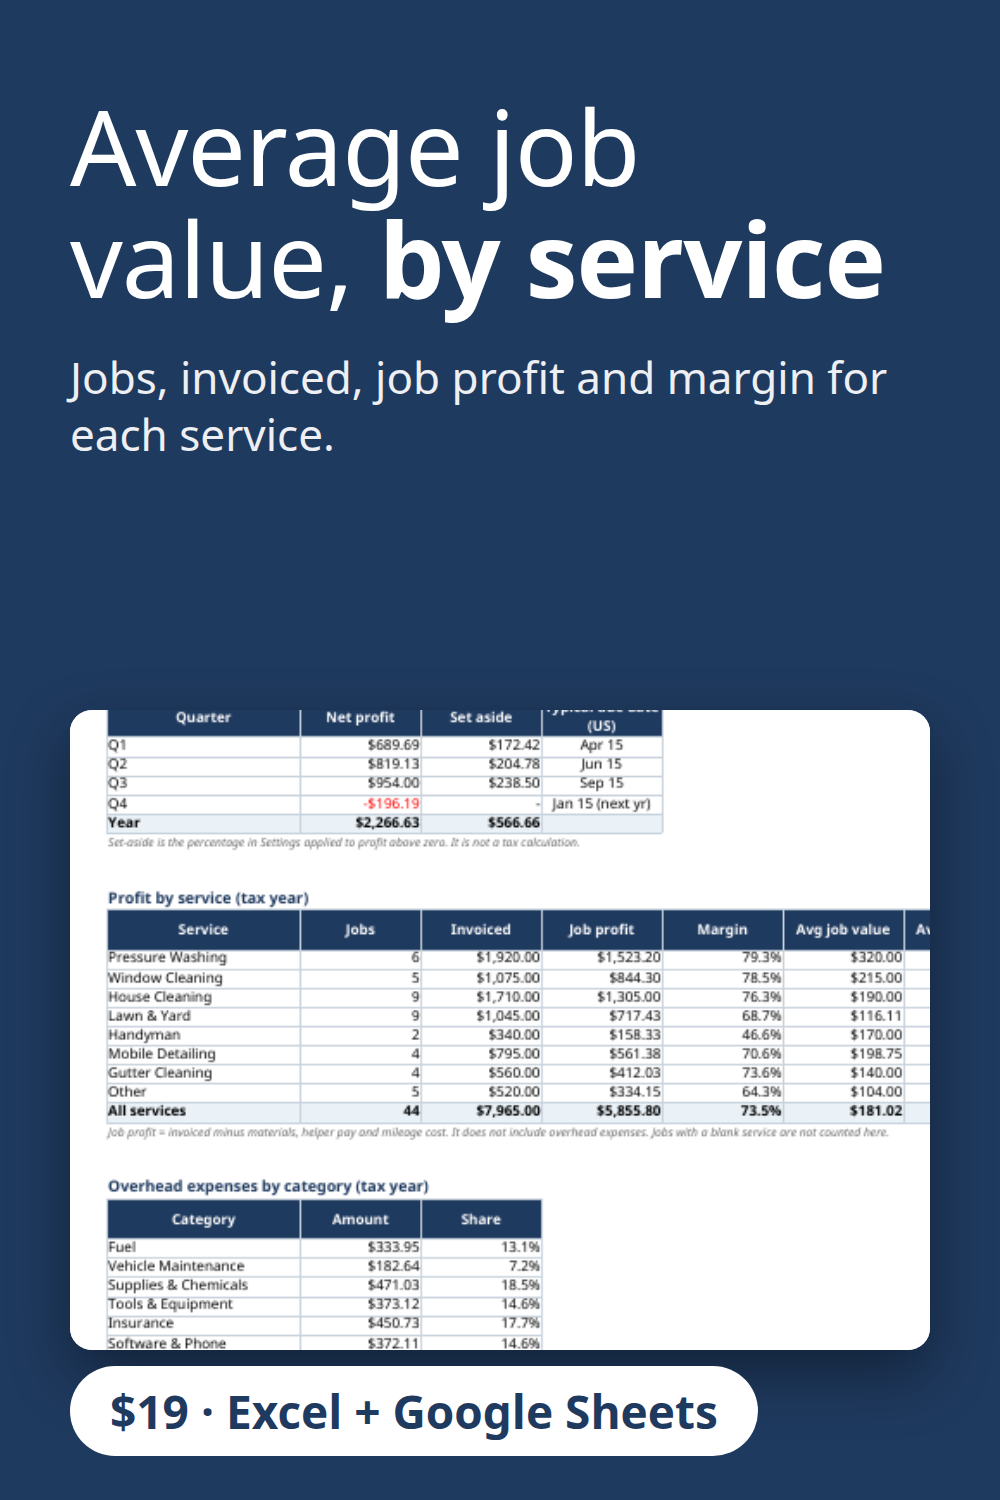 Average job
value, by service
Jobs, invoiced, job profit and margin for
each service.
Quarter Net profit Set aside Typical due date
(US)
Q1 $689.69 $172.42 Apr 15
Q2 $819.13 $204.78 Jun 15
Q3 $954.00 $238.50 Sep 15
Q4 -$196.19 - Jan 15 (next yr)
Year $2,266.63 $566.66
Set-aside is the percentage in Settings applied to profit above zero. It is not a tax calculation.
Profit by service (tax year)
Service Jobs Invoiced Job profit Margin Avg job value
Pressure Washing 6 $1,920.00 $1,523.20 79.3% $320.00
Window Cleaning 5 $1,075.00 $844.30 78.5% $215.00
House Cleaning 9 $1,710.00 $1,305.00 76.3% $190.00
Lawn & Yard 9 $1,045.00 $717.43 68.7% $116.11
Handyman 2 $340.00 $158.33 46.6% $170.00
Mobile Detailing 4 $795.00 $561.38 70.6% $198.75
Gutter Cleaning 4 $560.00 $412.03 73.6% $140.00
Other 5 $520.00 $334.15 64.3% $104.00
All services 44 $7,965.00 $5,855.80 73.5% $181.02
Job profit = invoiced minus materials, helper pay and mileage cost. It does not include overhead expenses. Jobs with a blank service are not counted here.
Overhead expenses by category (tax year)
Category Amount Share
Fuel $333.95 13.1%
Vehicle Maintenance $182.64 7.2%
Supplies & Chemicals $471.03 18.5%
Tools & Equipment $373.12 14.6%
Insurance $450.73 17.7%
Software & Phone $372.11 14.6%
$19 · Excel + Google Sheets